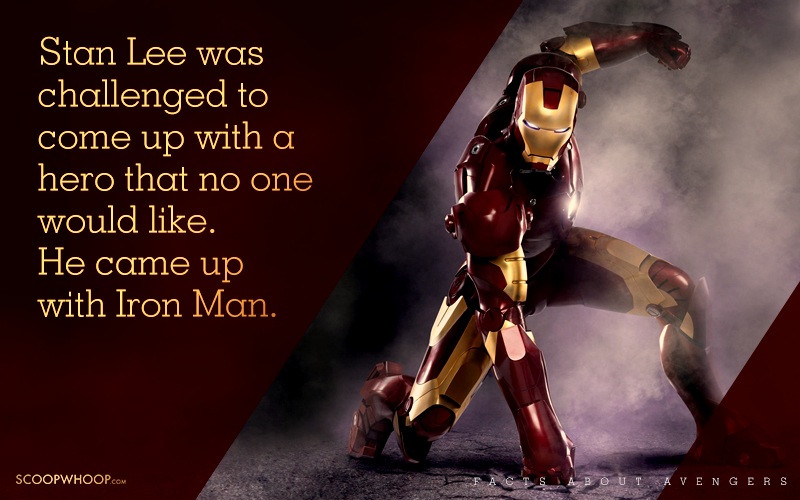 Stan Lee was
challenged to
come up with a
hero that no one
would like.
He came up
with Iron Man.
SCOOPWHOOP.COM
FACTS ABOUT AVENGERS